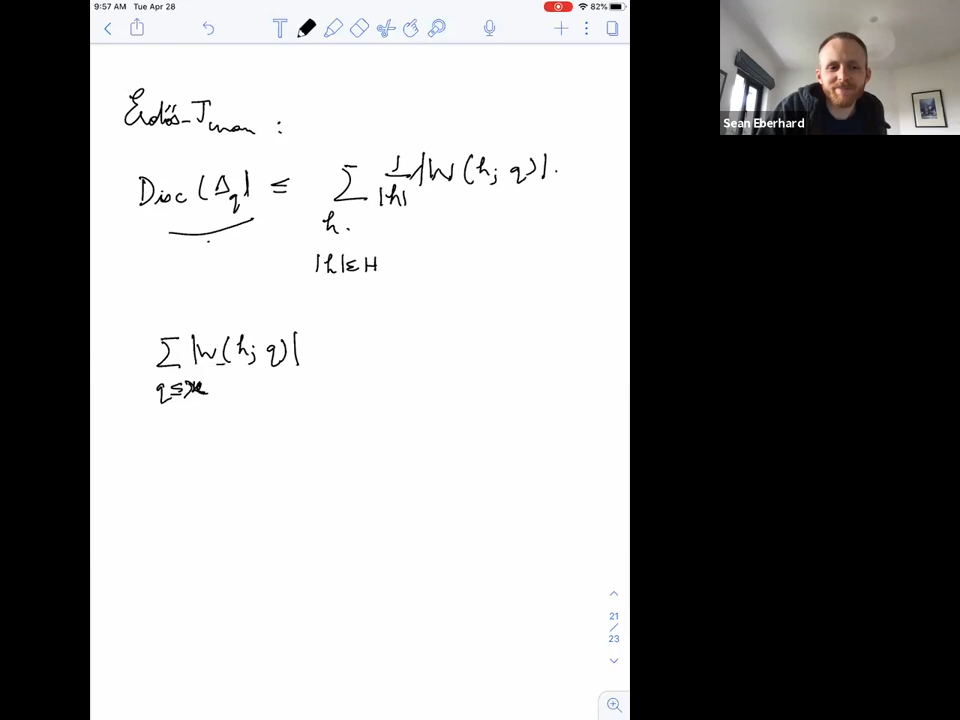 9:57 AM Tue Apr 28
82%
T
Sean Eberhard
Erdős-Turan :
Disc (Δ_q) ≤ Σ 1/|h| |W(h; q)|.
h.
|h|≤H
Σ |W(h; q)|
q≤x
21
/
23